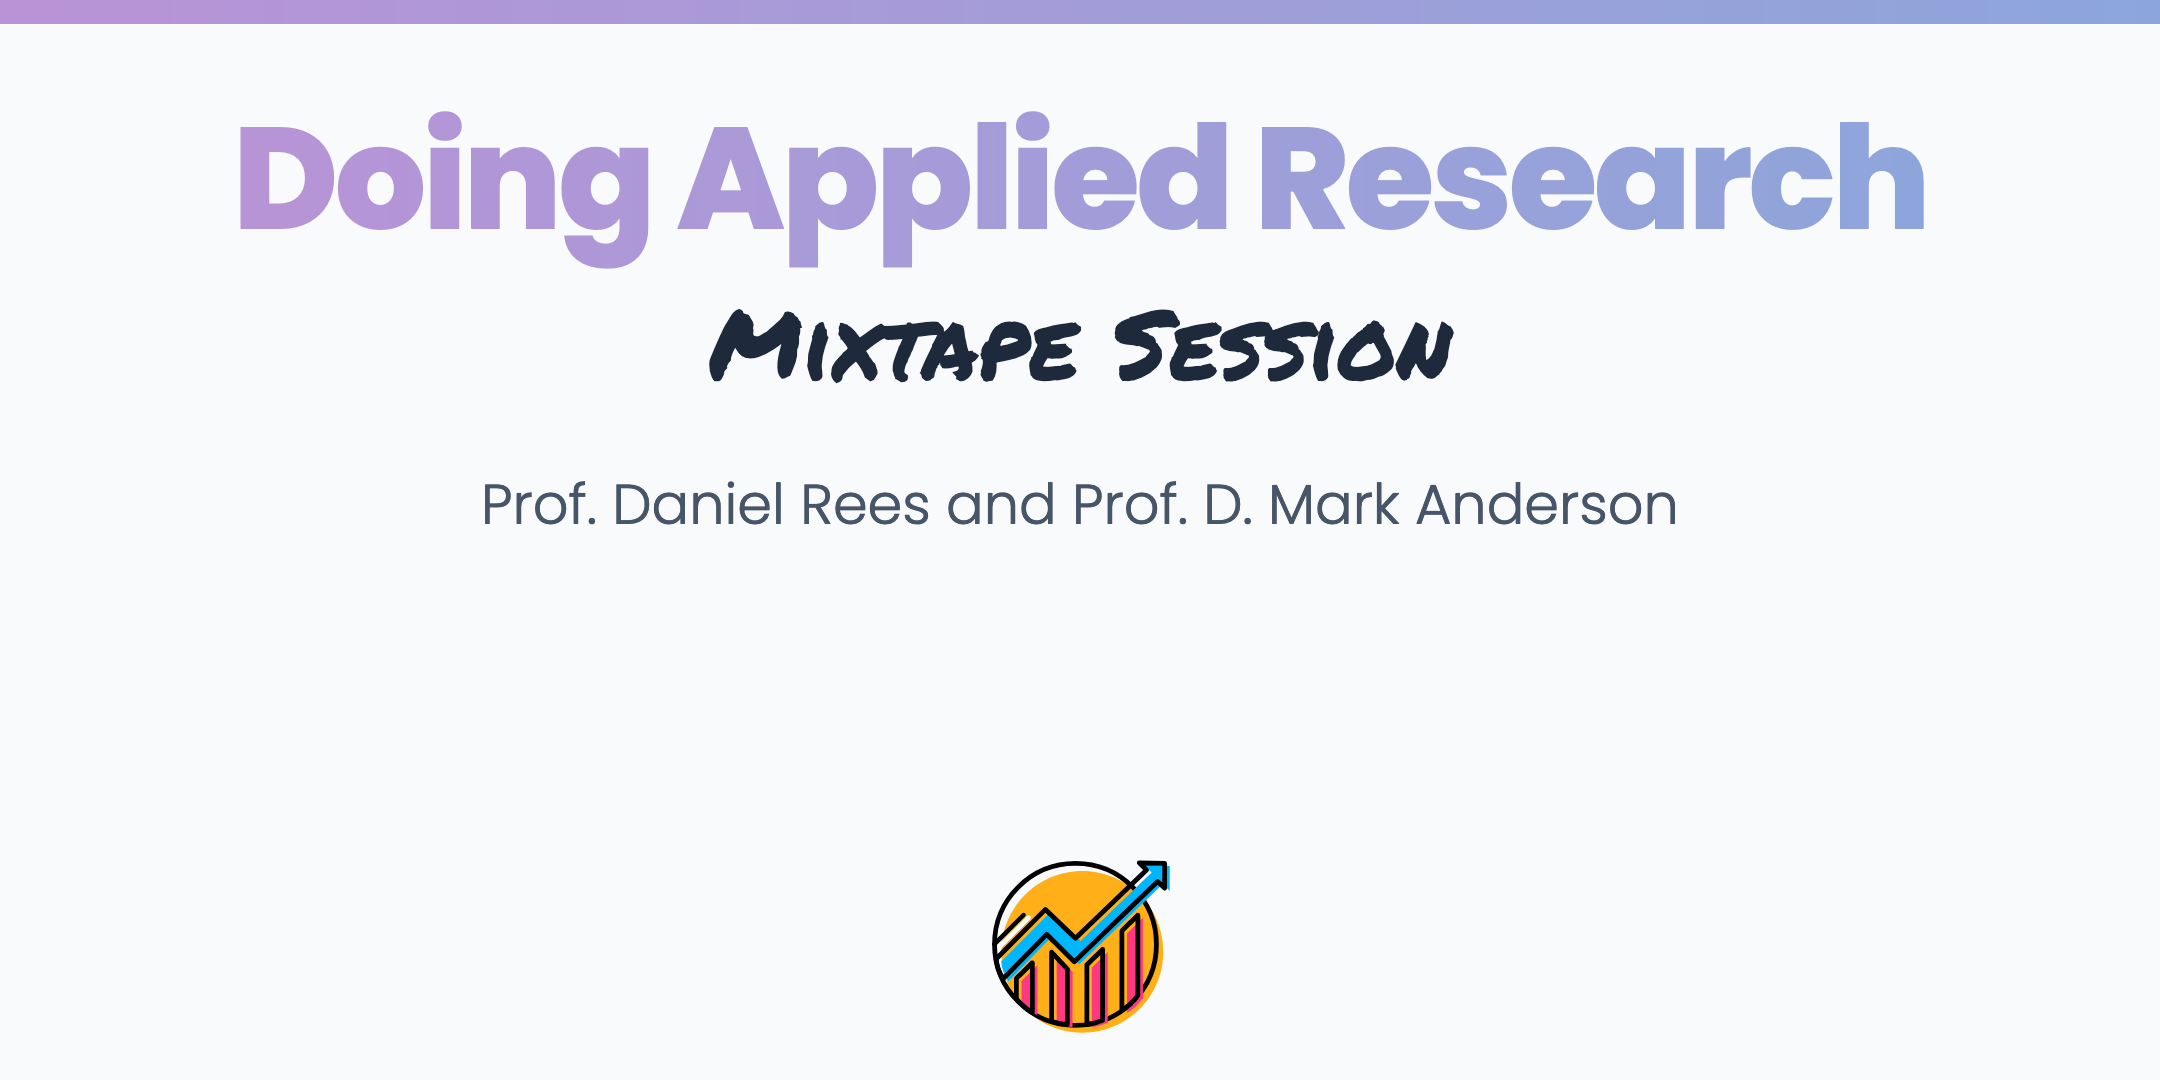 Doing Applied Research
Mixtape Session
Prof. Daniel Rees and Prof. D. Mark Anderson